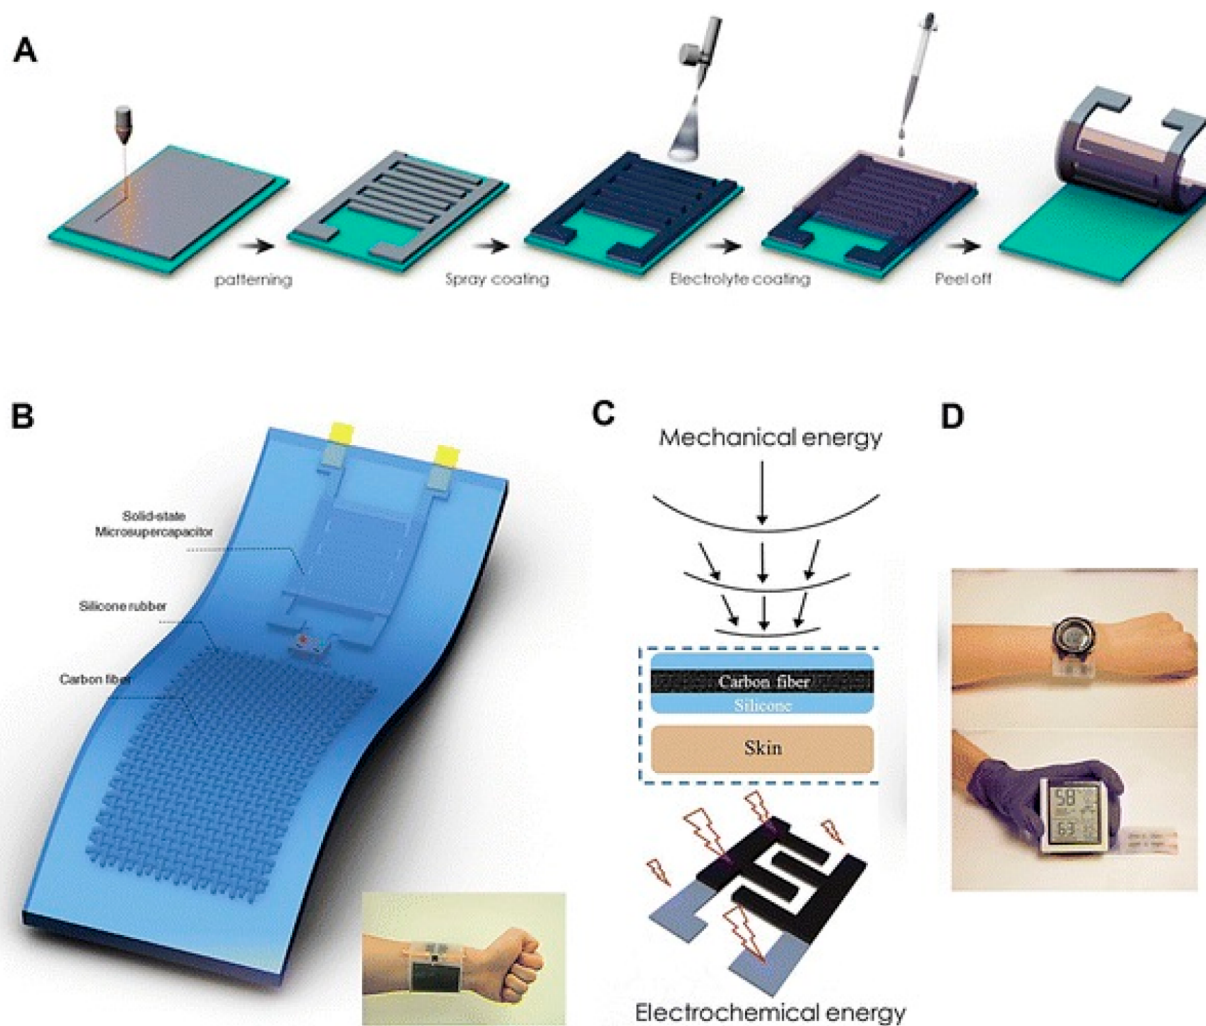 A
patterning
Spray coating
Electrolyte coating
Peel off
B
Solid-state
Microsupercapacitor
Silicone rubber
Carbon fiber
C
Mechanical energy
Carbon fiber
Silicone
Skin
Electrochemical energy
D
58
63